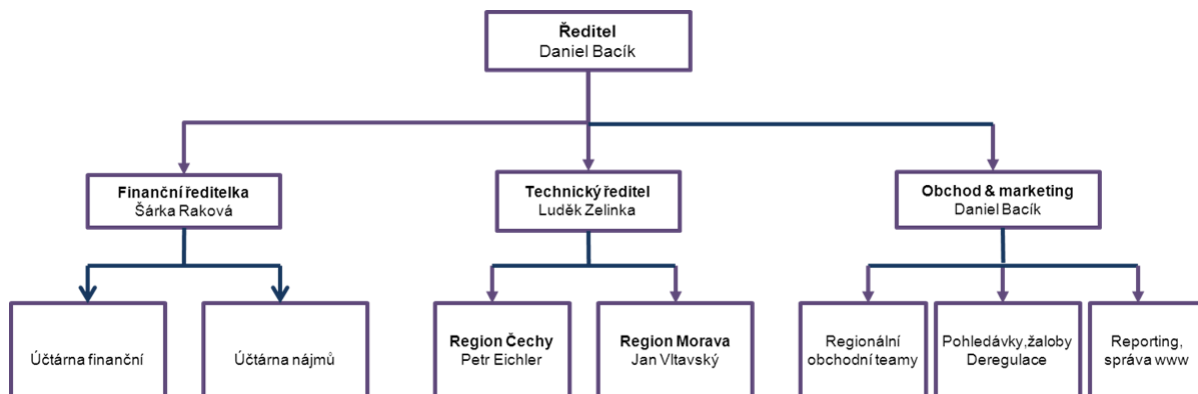 Ředitel
Daniel Bacík
Finanční ředitelka
Šárka Raková
Technický ředitel
Luděk Zelinka
Obchod & marketing
Daniel Bacík
Účtárna finanční
Účtárna nájmů
Region Čechy
Petr Eichler
Region Morava
Jan Vltavský
Regionální
obchodní teamy
Pohledávky,žaloby
Deregulace
Reporting,
správa www